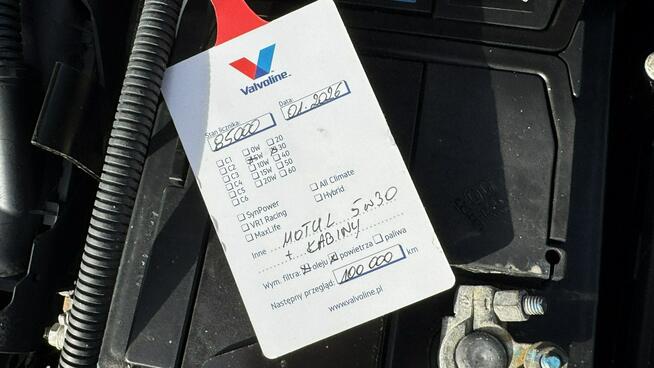 Valvoline™
Stan licznika: 85000 Data: 01.2026
C1 0W 20
C2 5W 30
C3 10W 40
C4 15W 50
C5 20W 60
C6
SynPower All Climate
VR1 Racing Hybrid
MaxLife
Inne MOTUL 5W30
+ KABINY
Wym. filtra: oleju powietrza paliwa
Następny przegląd: 100 000 km
www.valvoline.pl